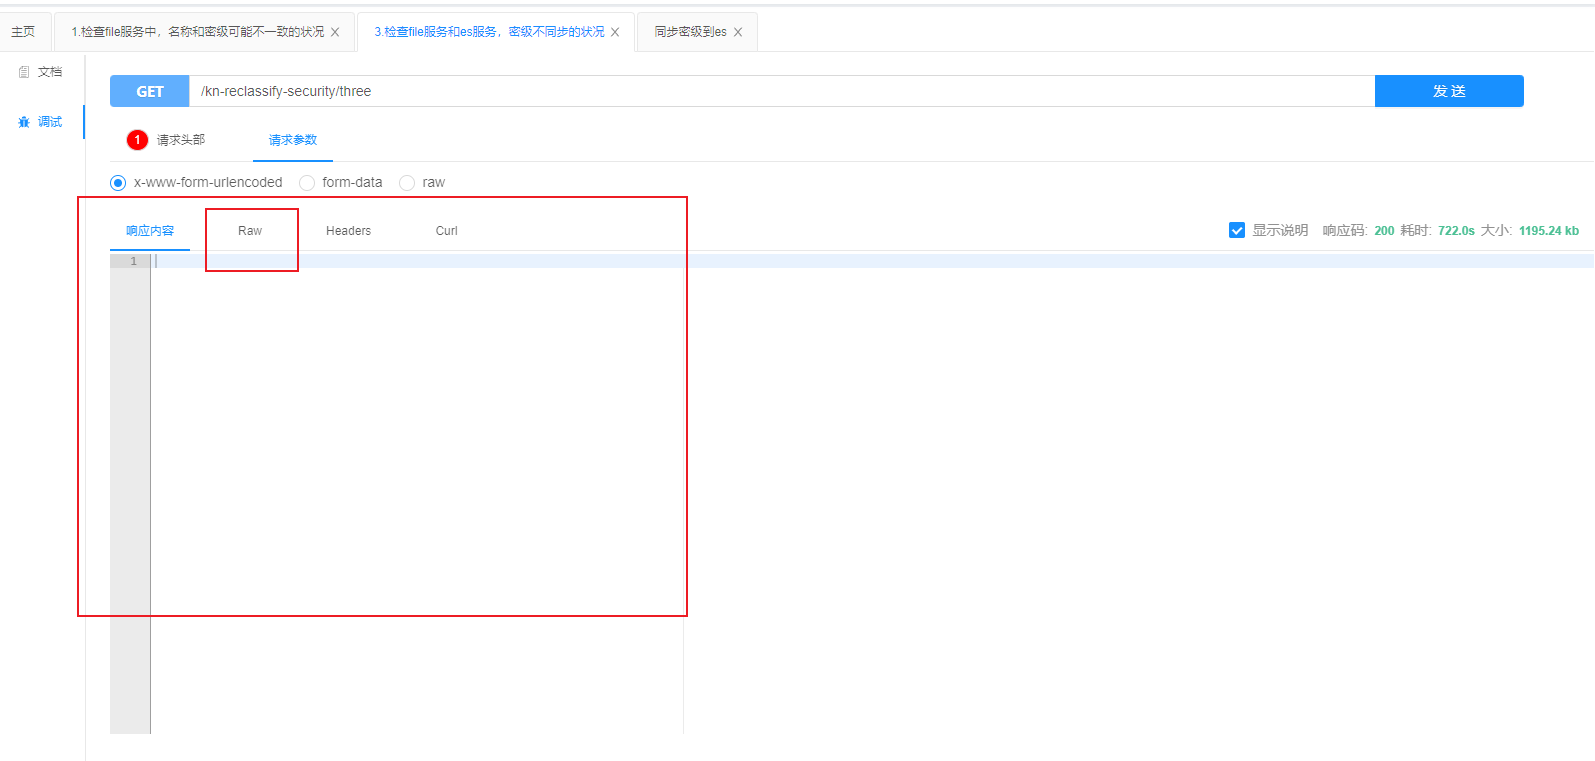 主页 1.检查file服务中，名称和密级可能不一致的状况 3.检查file服务和es服务，密级不同步的状况 同步密级到es
文档
GET /kn-reclassify-security/three 发 送
调试
1 请求头部 请求参数
x-www-form-urlencoded form-data raw
响应内容 Raw Headers Curl 显示说明 响应码: 200 耗时: 722.0s 大小: 1195.24 kb
1